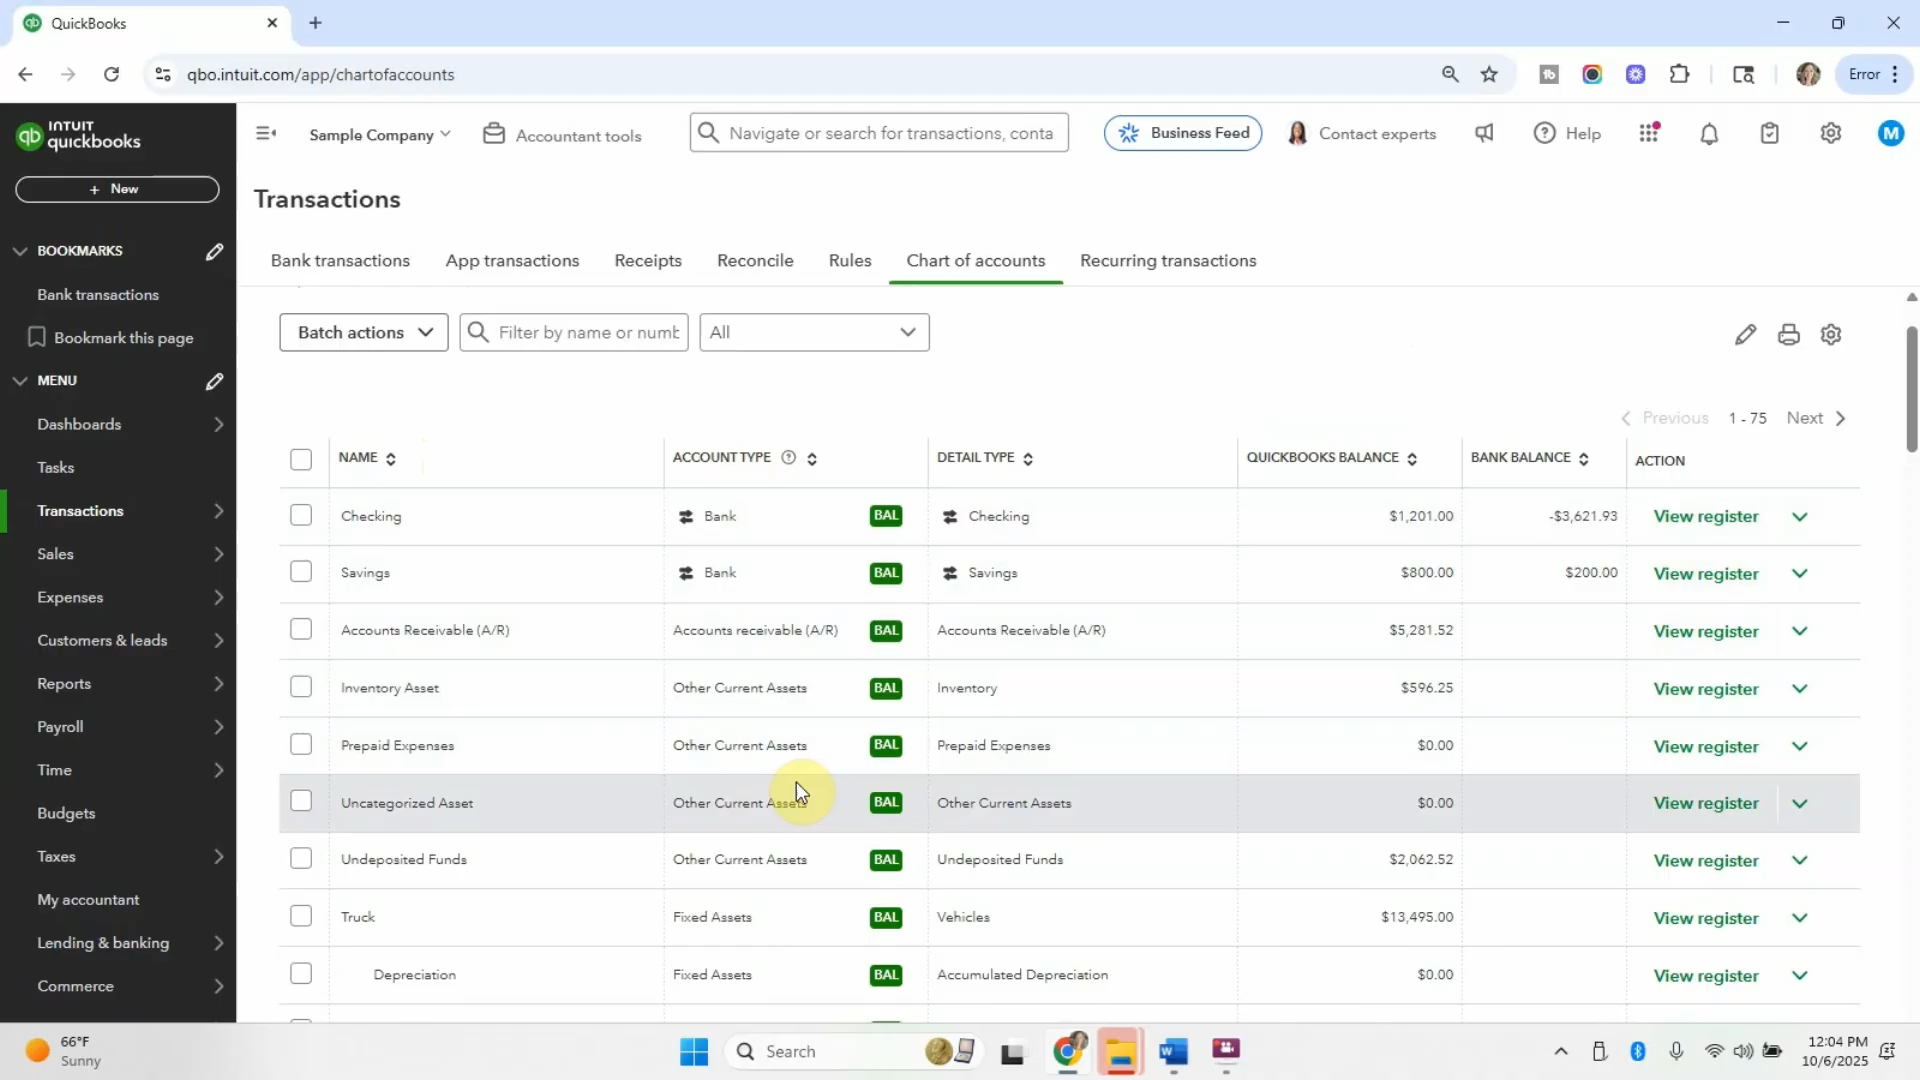 QuickBooks
qbo.intuit.com/app/chartofaccounts
Error
INTUIT
quickbooks
Sample Company
Accountant tools
Navigate or search for transactions, conta
Business Feed
Contact experts
Help
M
+ New
BOOKMARKS
Bank transactions
Bookmark this page
MENU
Dashboards
Tasks
Transactions
Sales
Expenses
Customers & leads
Reports
Payroll
Time
Budgets
Taxes
My accountant
Lending & banking
Commerce
Transactions
Bank transactions App transactions Receipts Reconcile Rules Chart of accounts Recurring transactions
Batch actions Filter by name or numb All
Previous 1 - 75 Next
NAME ACCOUNT TYPE DETAIL TYPE QUICKBOOKS BALANCE BANK BALANCE ACTION
Checking Bank BAL Checking $1,201.00 -$3,621.93 View register
Savings Bank BAL Savings $800.00 $200.00 View register
Accounts Receivable (A/R) Accounts receivable (A/R) BAL Accounts Receivable (A/R) $5,281.52 View register
Inventory Asset Other Current Assets BAL Inventory $596.25 View register
Prepaid Expenses Other Current Assets BAL Prepaid Expenses $0.00 View register
Uncategorized Asset Other Current Assets BAL Other Current Assets $0.00 View register
Undeposited Funds Other Current Assets BAL Undeposited Funds $2,062.52 View register
Truck Fixed Assets BAL Vehicles $13,495.00 View register
Depreciation Fixed Assets BAL Accumulated Depreciation $0.00 View register
66°F
Sunny
Search
12:04 PM
10/6/2025